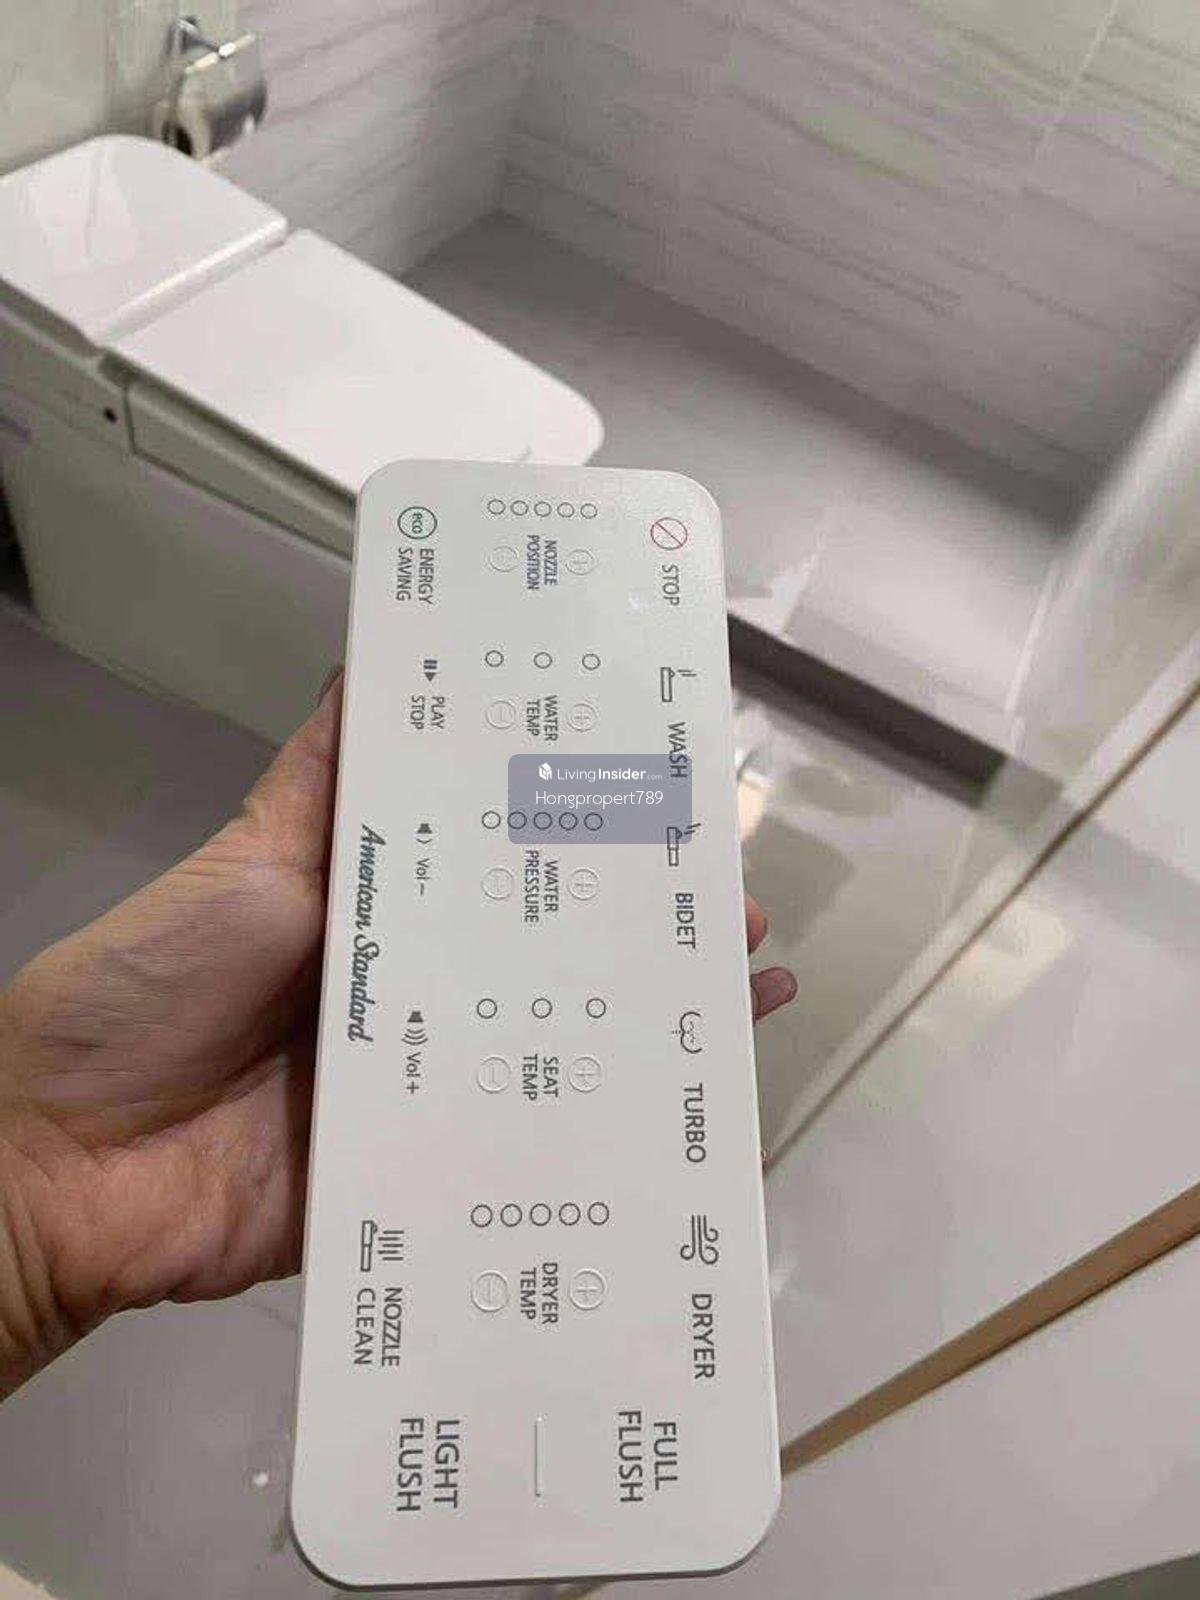 STOP
WASH
BIDET
TURBO
DRYER
FULL
FLUSH
NOZZLE
POSITION
WATER
TEMP
WATER
PRESSURE
SEAT
TEMP
DRYER
TEMP
eco
ENERGY
SAVING
PLAY
STOP
Vol−
Vol+
NOZZLE
CLEAN
LIGHT
FLUSH
American Standard
LivingInsider.com
Hongpropert789